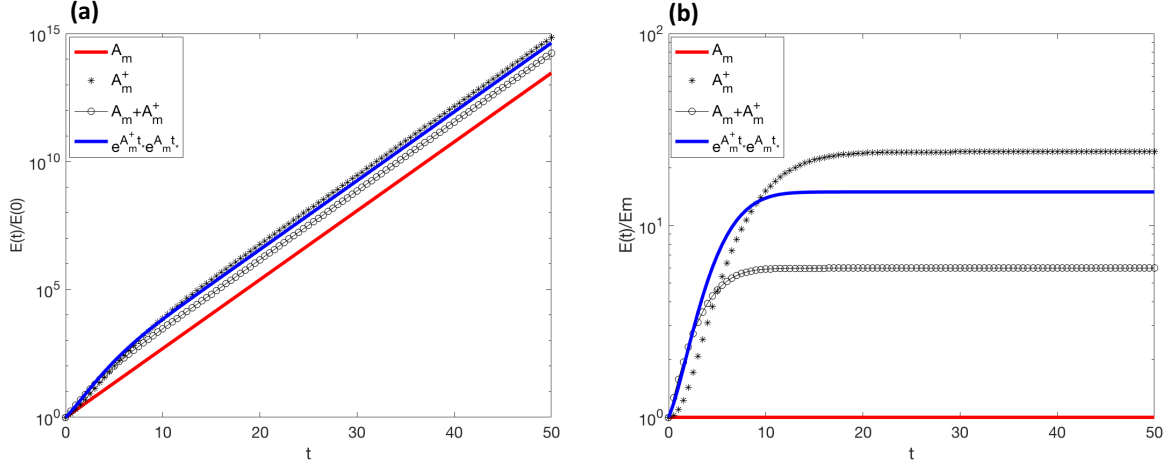 (a)
E(t)/E(0)
10^15
10^10
10^5
10^0
A_m
A_m^+
A_m+A_m^+
e^{A_m^+ t_*}e^{A_m t_*}
0 10 20 30 40 50
t
(b)
E(t)/Em
10^2
10^1
10^0
A_m
A_m^+
A_m+A_m^+
e^{A_m^+ t_*}e^{A_m t_*}
0 10 20 30 40 50
t